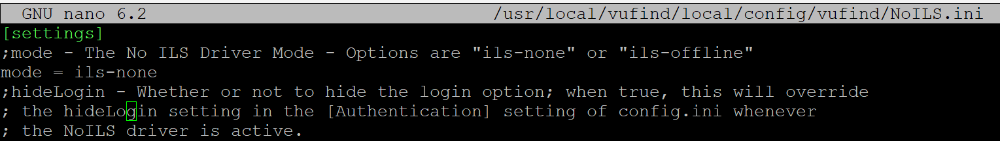 GNU nano 6.2 /usr/local/vufind/local/config/vufind/NoILS.ini
[settings]
;mode - The No ILS Driver Mode - Options are "ils-none" or "ils-offline"
mode = ils-none
;hideLogin - Whether or not to hide the login option; when true, this will override
; the hideLogin setting in the [Authentication] setting of config.ini whenever
; the NoILS driver is active.